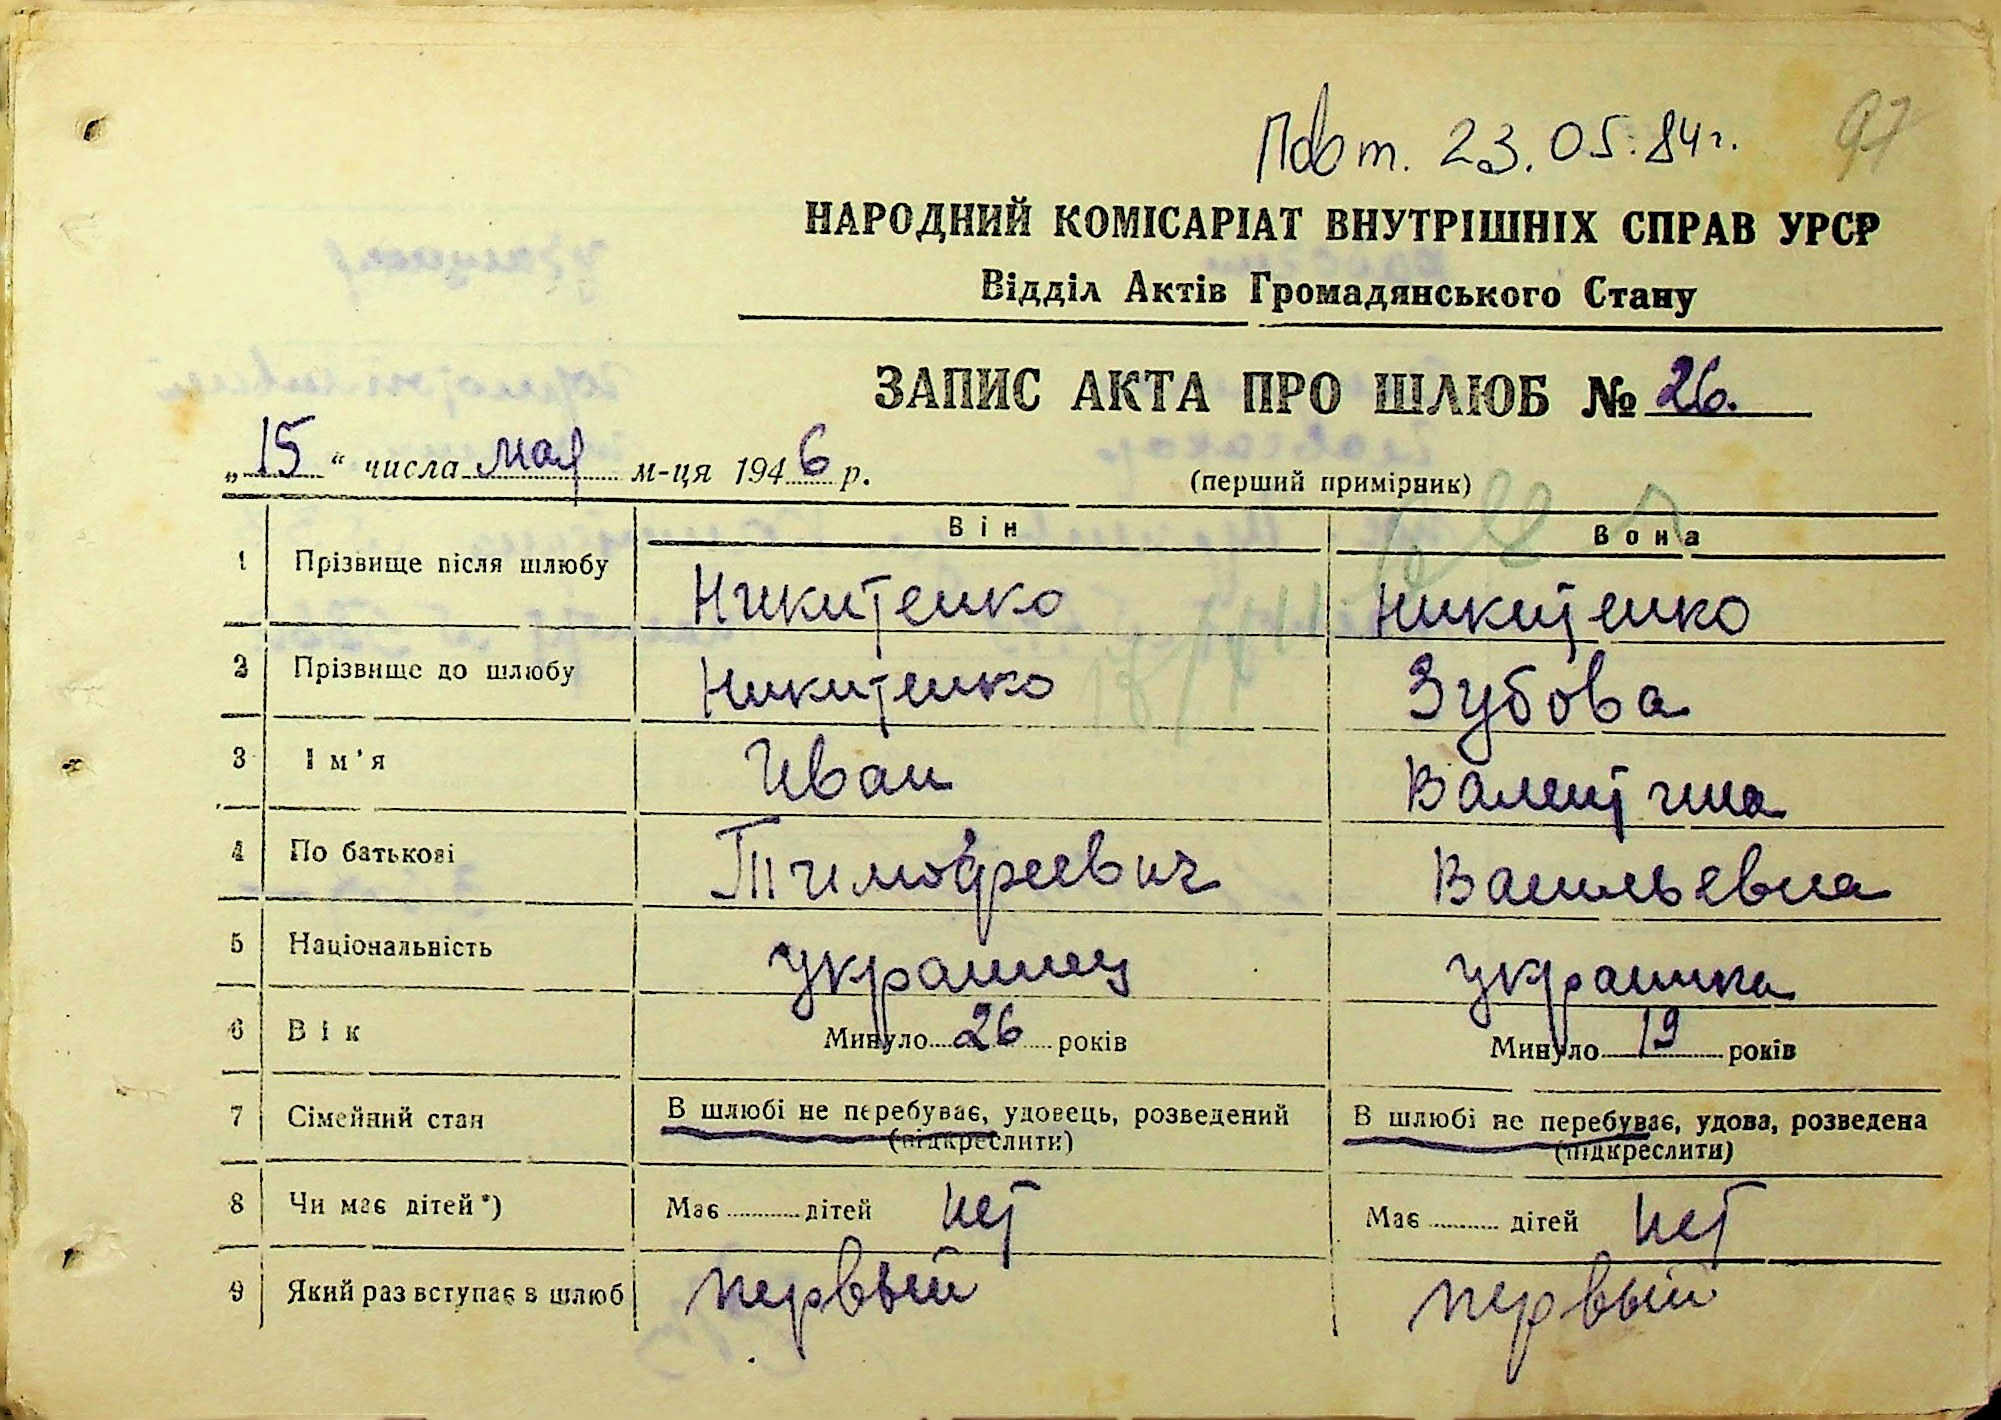 Повт. 23.05.84г. 97
НАРОДНИЙ КОМІСАРІАТ ВНУТРІШНІХ СПРАВ УРСР
Відділ Актів Громадянського Стану
ЗАПИС АКТА ПРО ШЛЮБ № 26.
„15“ числа мая м-ця 1946 р. (перший примірник)
Він Вона
1 Прізвище після шлюбу Никитенко Никитенко
2 Прізвище до шлюбу Никитенко Зубова
3 Ім'я Иван Валентина
4 По батькові Тимофеевич Васильевна
5 Національність украинец украинка
6 Вік Минуло 26 років Минуло 19 років
7 Сімейний стан В шлюбі не перебуває, удовець, розведений В шлюбі не перебуває, удова, розведена
(підкреслити) (підкреслити)
8 Чи має дітей*) Має ........ дітей нет Має ........ дітей нет
9 Який раз вступає в шлюб первый первый